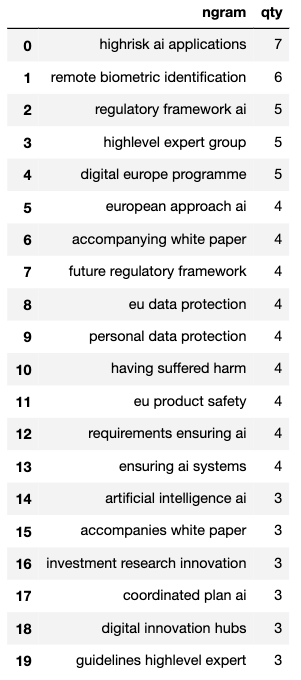 ngram qty
0 highrisk ai applications 7
1 remote biometric identification 6
2 regulatory framework ai 5
3 highlevel expert group 5
4 digital europe programme 5
5 european approach ai 4
6 accompanying white paper 4
7 future regulatory framework 4
8 eu data protection 4
9 personal data protection 4
10 having suffered harm 4
11 eu product safety 4
12 requirements ensuring ai 4
13 ensuring ai systems 4
14 artificial intelligence ai 3
15 accompanies white paper 3
16 investment research innovation 3
17 coordinated plan ai 3
18 digital innovation hubs 3
19 guidelines highlevel expert 3